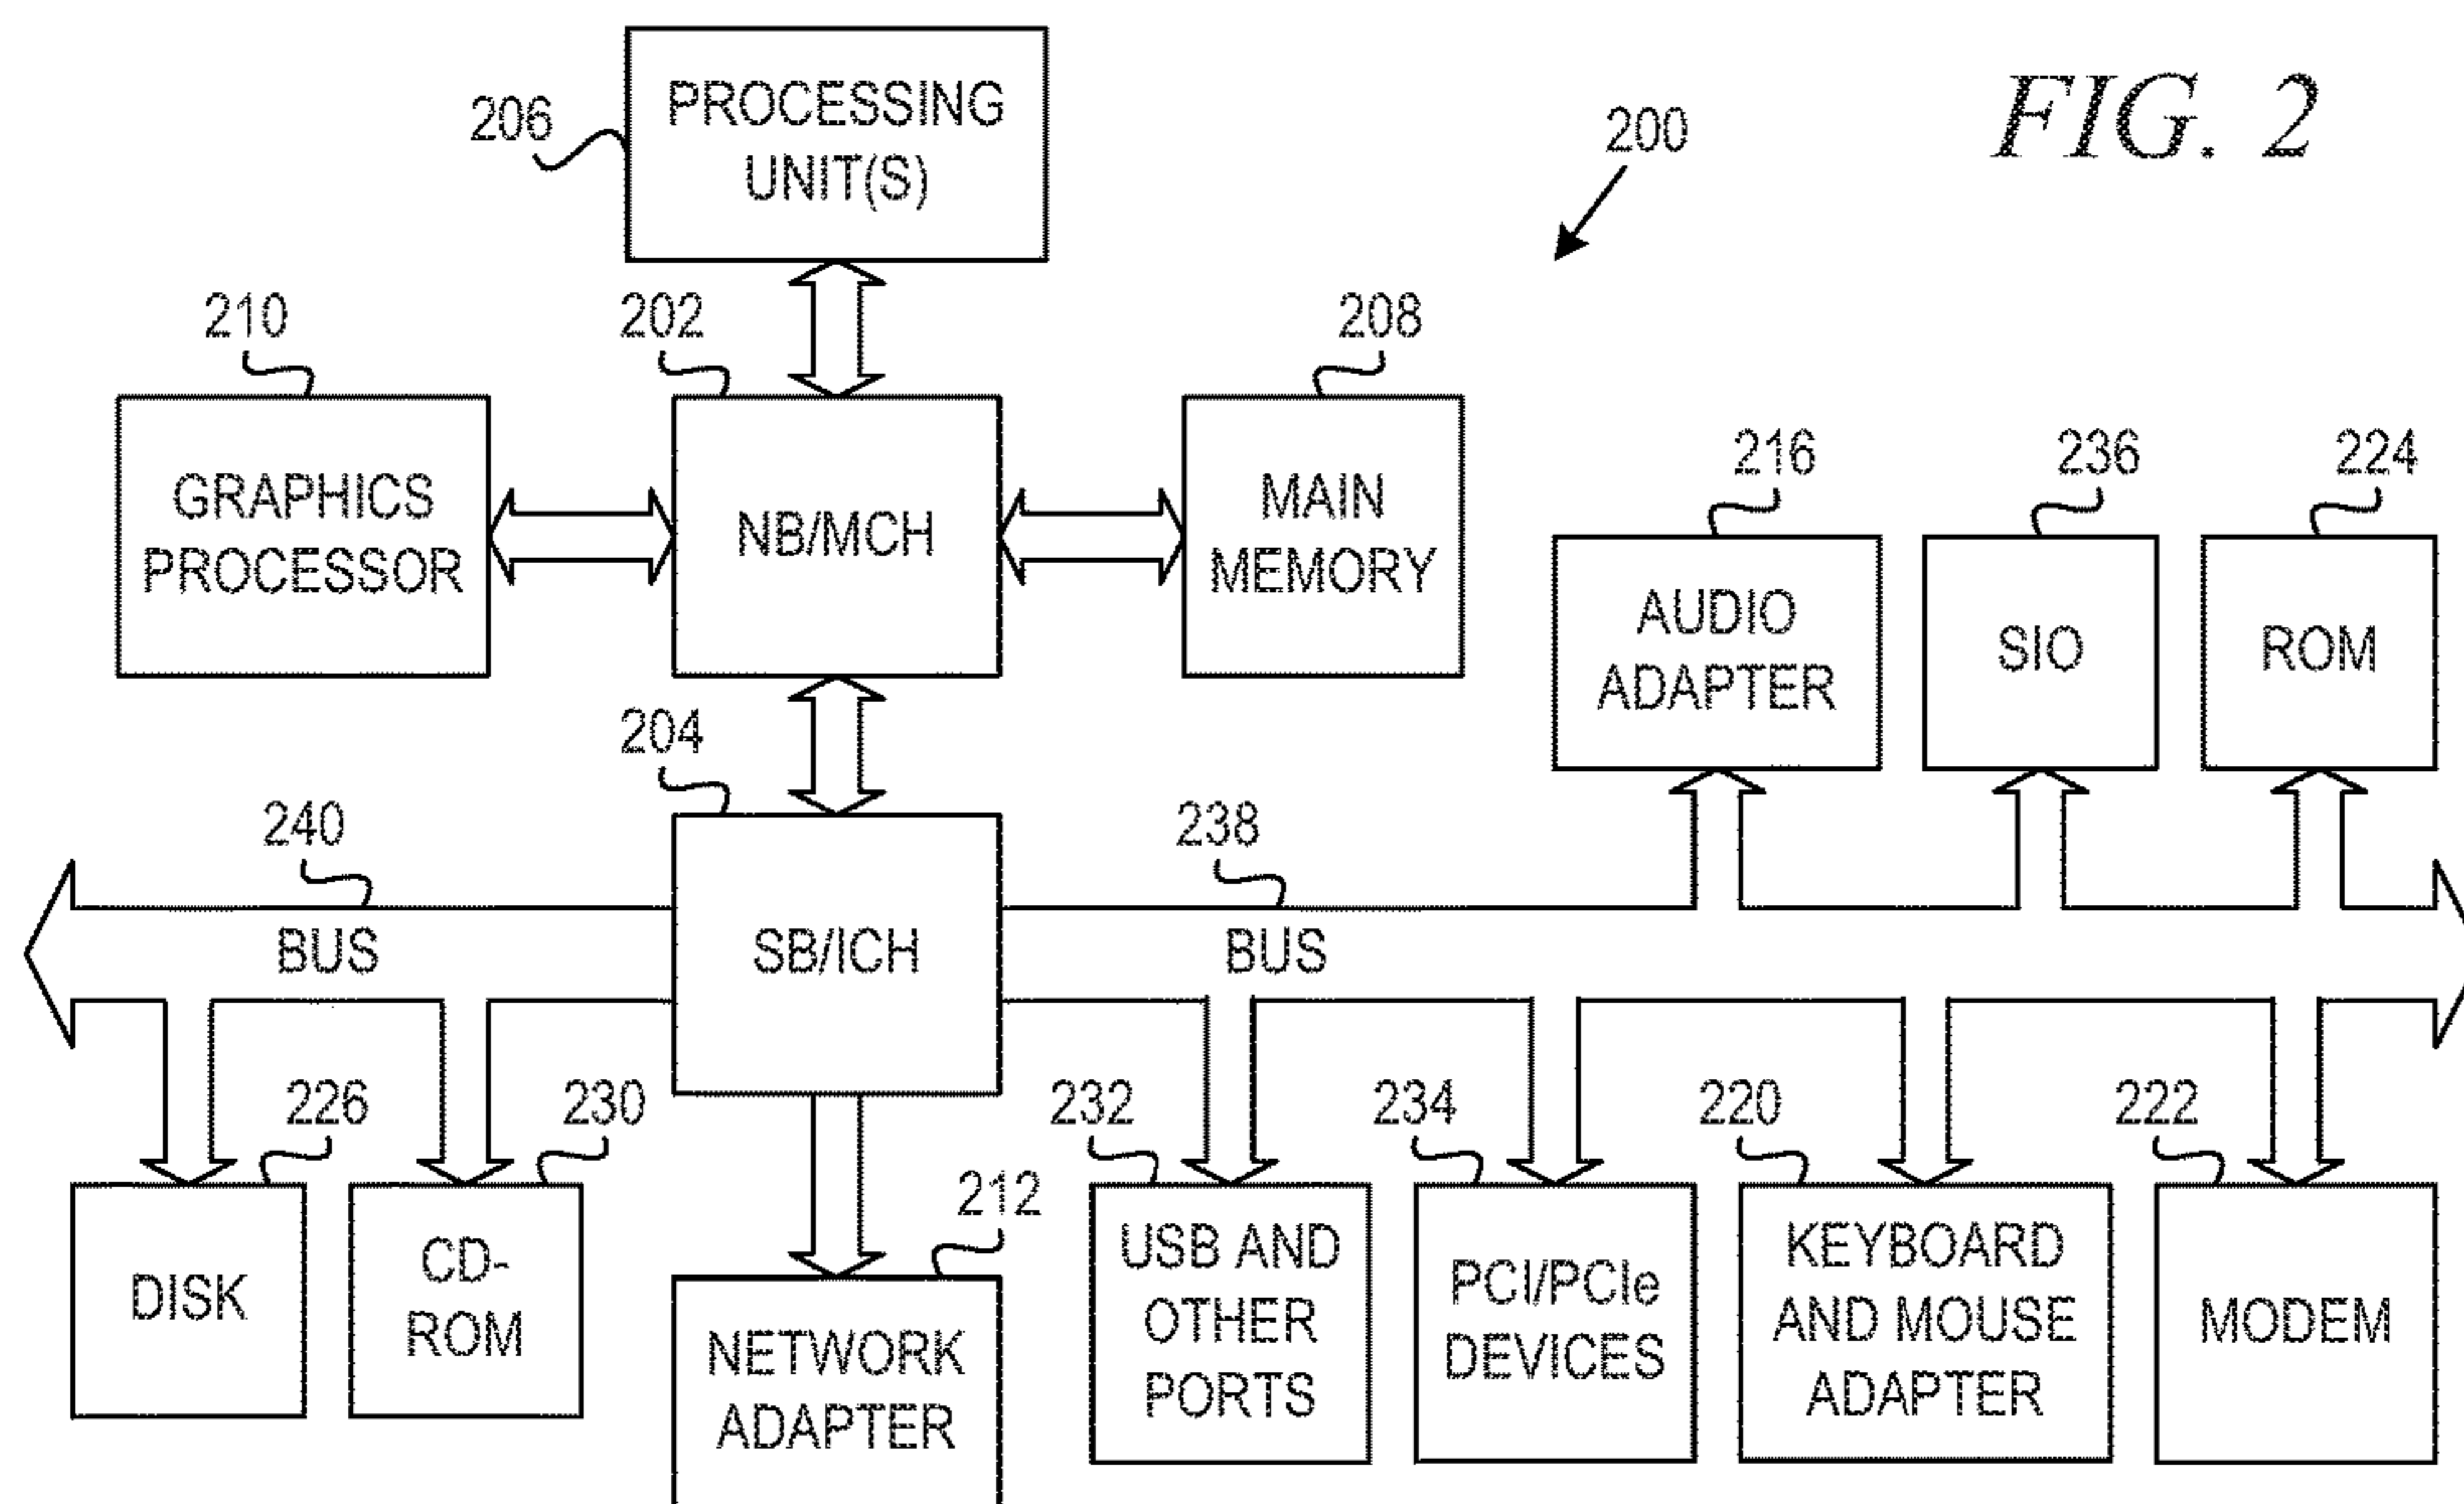 FIG. 2
200
206
PROCESSING
UNIT(S)
210
202
208
GRAPHICS
PROCESSOR
NB/MCH
MAIN
MEMORY
216
236
224
AUDIO
ADAPTER
SIO
ROM
204
240
238
BUS
SB/ICH
BUS
226
230
212
232
234
220
222
DISK
CD-
ROM
NETWORK
ADAPTER
USB AND
OTHER
PORTS
PCI/PCIe
DEVICES
KEYBOARD
AND MOUSE
ADAPTER
MODEM